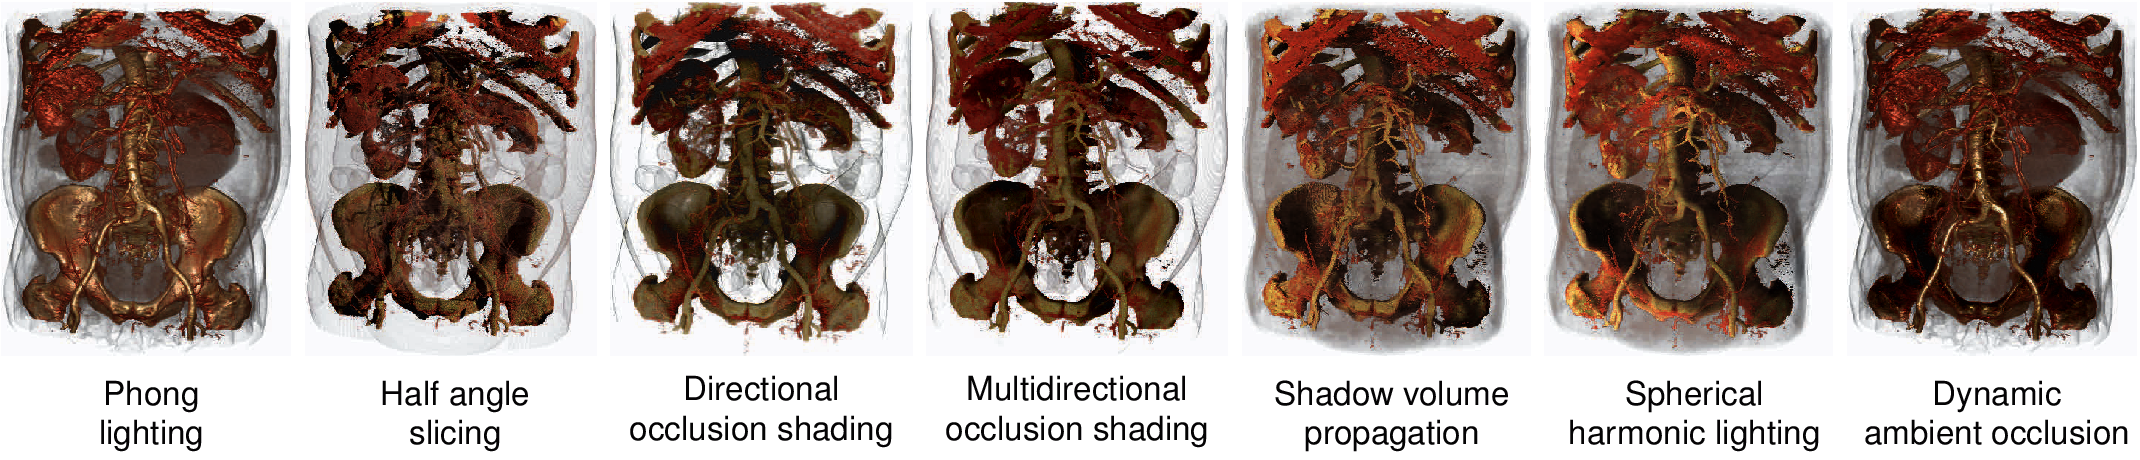 Phong
lighting
Half angle
slicing
Directional
occlusion shading
Multidirectional
occlusion shading
Shadow volume
propagation
Spherical
harmonic lighting
Dynamic
ambient occlusion